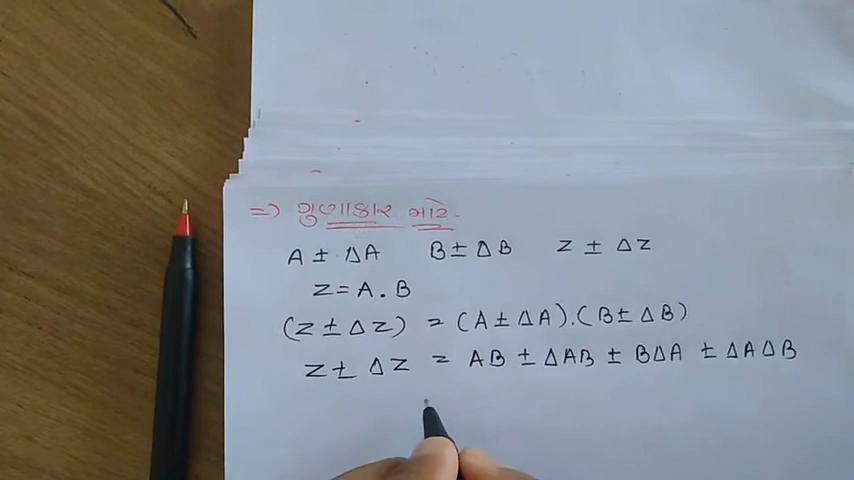 =) ગુણાકાર માટે.
A ± ΔA B ± ΔB Z ± ΔZ
Z = A . B
(Z ± ΔZ) = (A ± ΔA).(B ± ΔB)
Z ± ΔZ = AB ± ΔAB ± BΔA ± ΔAΔB